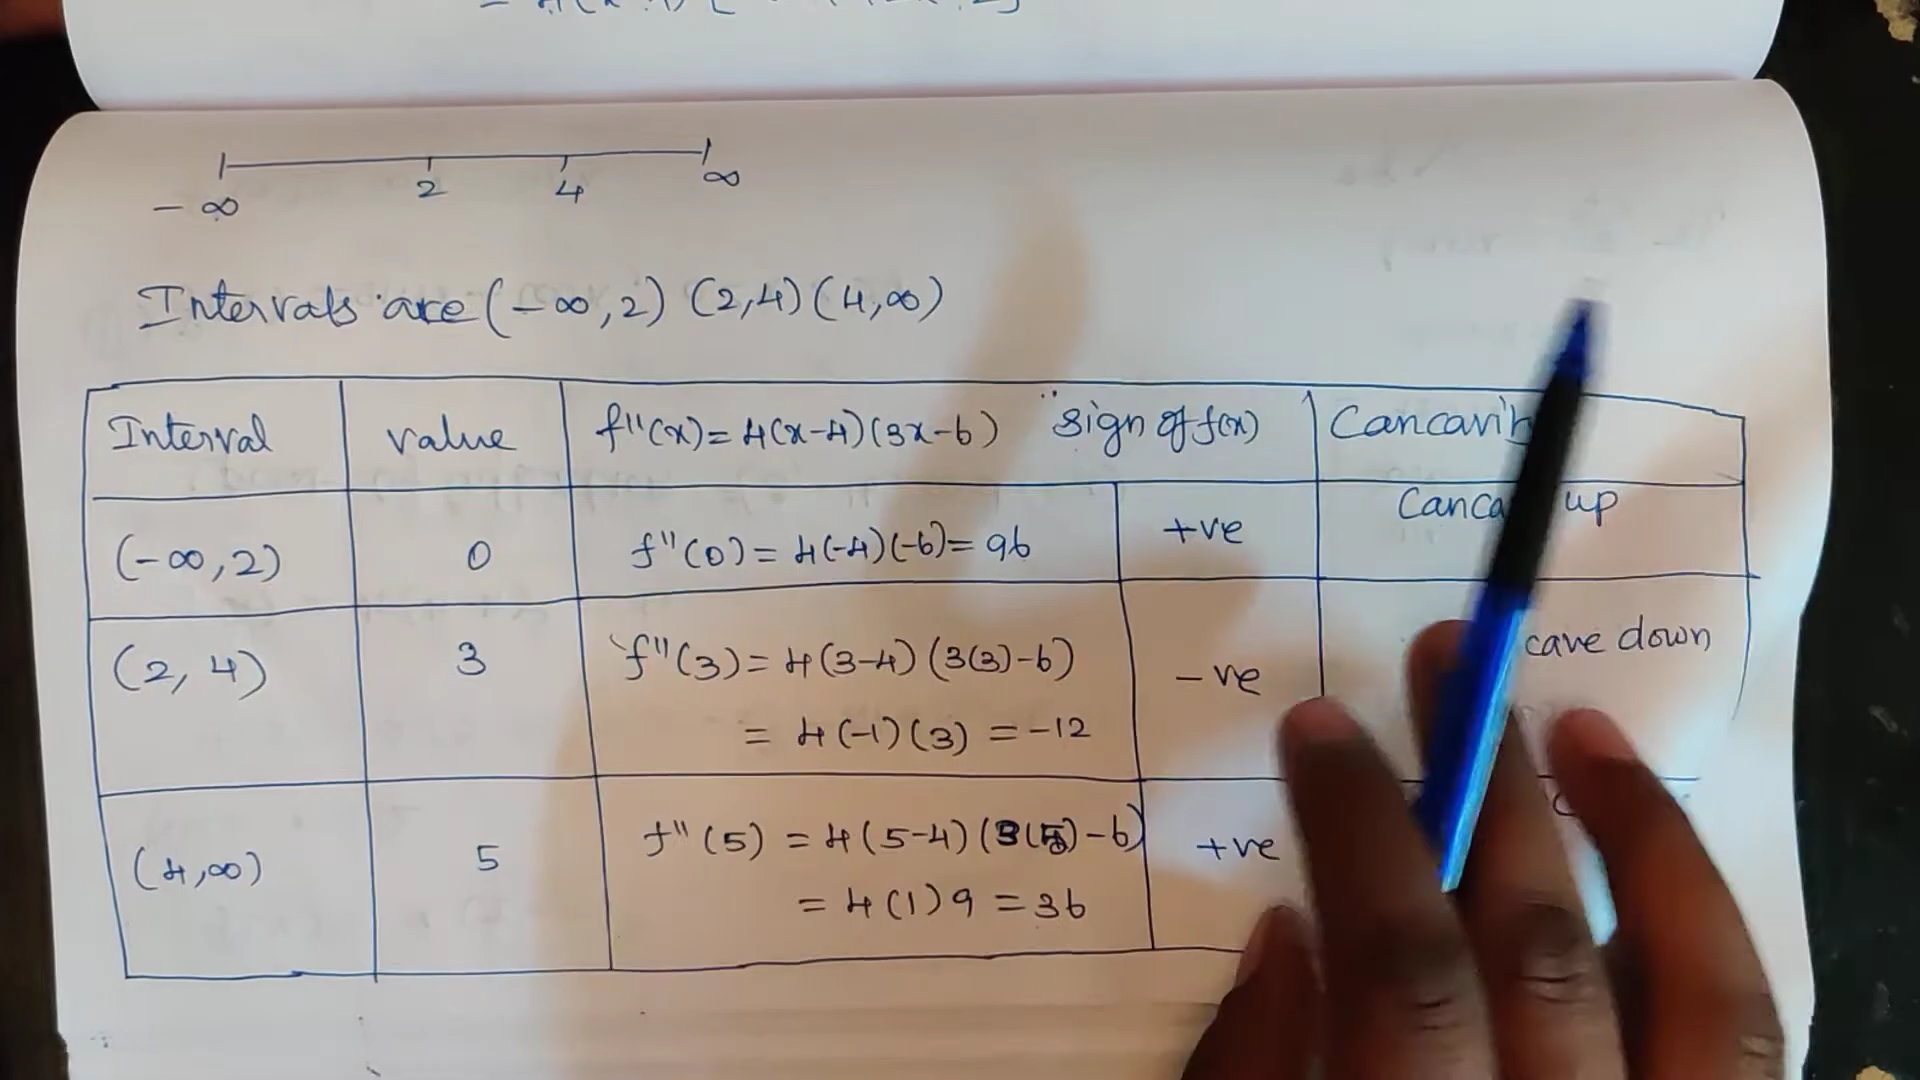 -∞ 2 4 ∞
Intervals are (-∞,2) (2,4) (4,∞)
Interval value f''(x)=4(x-4)(3x-6) sign of f(x)
(-∞,2) 0 f''(0)=4(-4)(-6)=96 +ve up
(2,4) 3 f''(3)=4(3-4)(3(3)-6) -ve cave down
=4(-1)(3)=-12
(4,∞) 5 f''(5)=4(5-4)(3(5)-6) +ve
=4(1)9=36